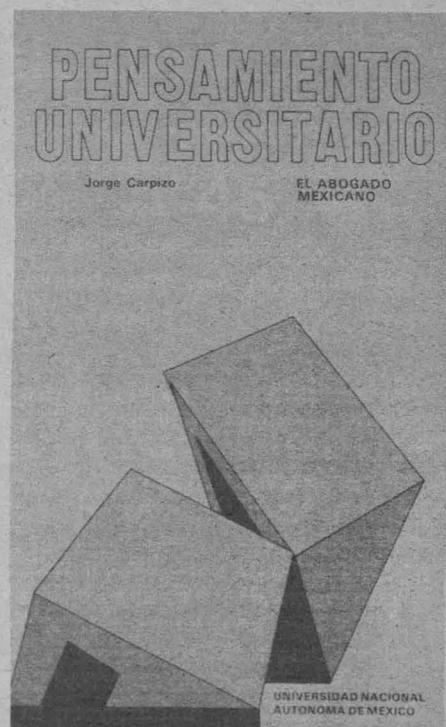 PENSAMIENTO
UNIVERSITARIO
Jorge Carpizo
EL ABOGADO
MEXICANO
UNIVERSIDAD NACIONAL
AUTONOMA DE MEXICO